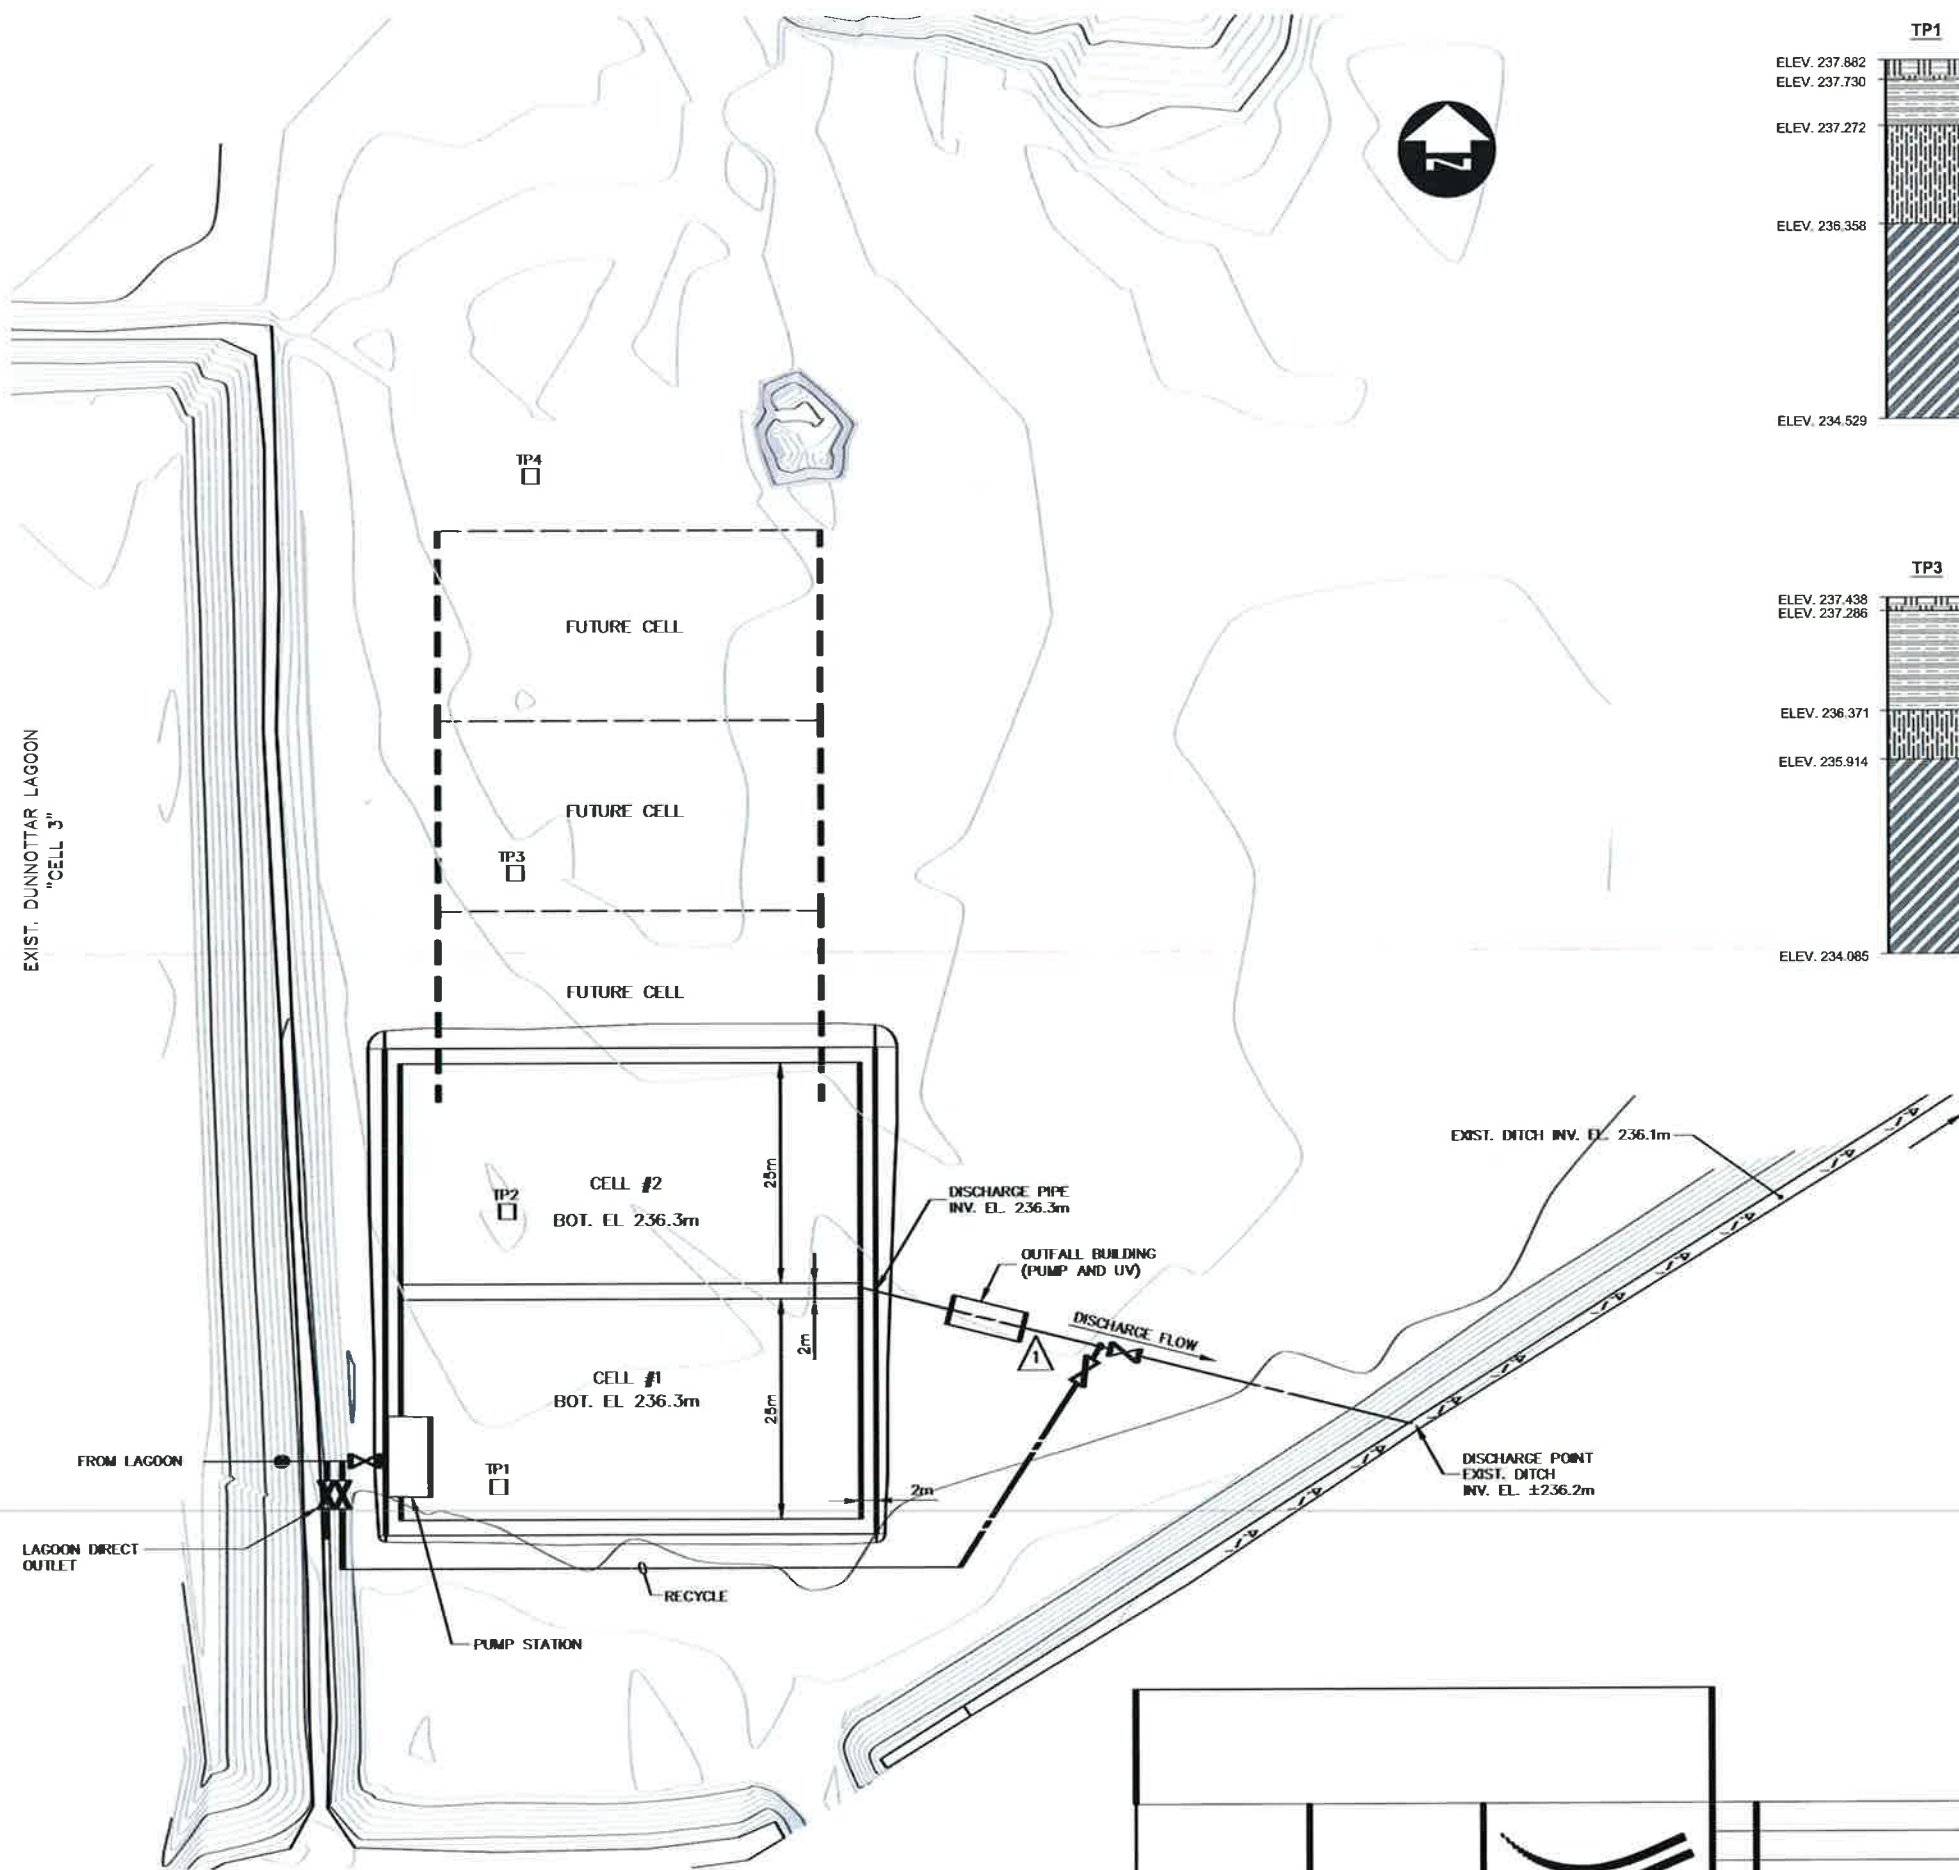 TP1
ELEV. 237.882
ELEV. 237.730
ELEV. 237.272
ELEV. 236.358
ELEV. 234.529
N
TP3
ELEV. 237.438
ELEV. 237.286
ELEV. 236.371
ELEV. 235.914
ELEV. 234.085
TP4
FUTURE CELL
FUTURE CELL
TP3
FUTURE CELL
EXIST. DUNNOTTAR LAGOON
"CELL 3"
EXIST. DITCH INV. EL. 236.1m
CELL #2
BOT. EL 236.3m
TP2
25m
DISCHARGE PIPE
INV. EL. 236.3m
OUTFALL BUILDING
(PUMP AND UV)
DISCHARGE FLOW
1
2m
CELL #1
BOT. EL 236.3m
25m
FROM LAGOON
TP1
2m
DISCHARGE POINT
EXIST. DITCH
INV. EL. ±236.2m
LAGOON DIRECT
OUTLET
RECYCLE
PUMP STATION